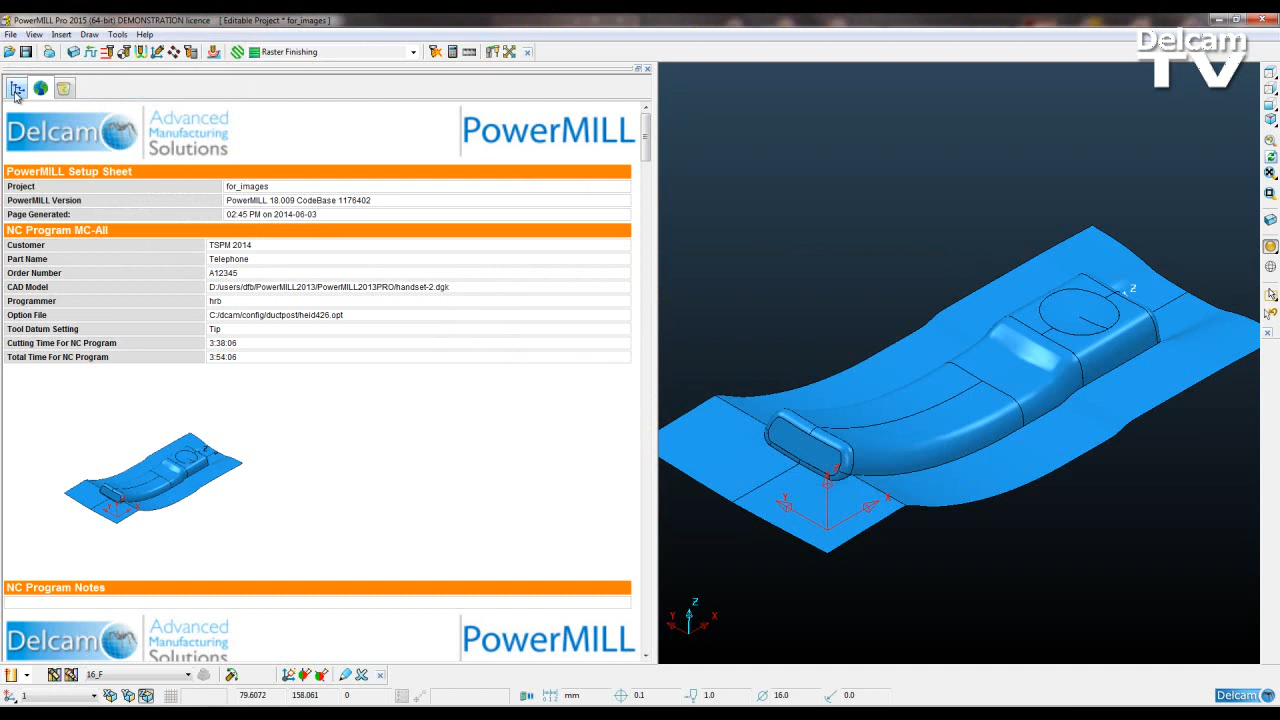 PowerMILL Pro 2015 (64-bit) DEMONSTRATION licence [ Editable Project * for_images ]
File View Insert Draw Tools Help
Raster Finishing
Delcam
TV
Delcam Advanced Manufacturing Solutions PowerMILL
PowerMILL Setup Sheet
Project for_images
PowerMILL Version PowerMILL 18.009 CodeBase 1176402
Page Generated: 02:45 PM on 2014-06-03
NC Program MC-All
Customer TSPM 2014
Part Name Telephone
Order Number A12345
CAD Model D:/users/dfb/PowerMILL2013/PowerMILL2013PRO/handset-2.dgk
Programmer hrb
Option File C:/dcam/config/ductpost/heid426.opt
Tool Datum Setting Tip
Cutting Time For NC Program 3:38:06
Total Time For NC Program 3:54:06
Z
Y X
NC Program Notes
Delcam Advanced Manufacturing Solutions PowerMILL
Z
Y X
16_F
1 79.6072 158.061 0 mm 0.1 1.0 16.0 0.0
Delcam